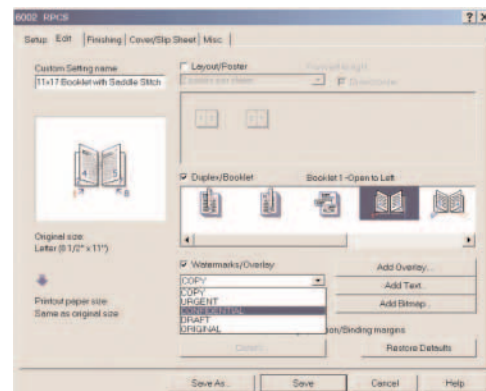 6002 RPCS
Setup Edit Finishing Cover/Slip Sheet Misc.
Custom Setting name:
11x17 Booklet with Saddle Stitch
Layout/Poster
Duplex/Booklet
Booklet 1 -Open to Left
Original size:
Letter (8 1/2" x 11")
Printout paper size:
Same as original size
Watermarks/Overlay
COPY
COPY
URGENT
CONFIDENTIAL
DRAFT
ORIGINAL
Add Overlay...
Add Text...
Add Bitmap...
on/Binding margins
Restore Defaults
Save As...
Save
Cancel
Help